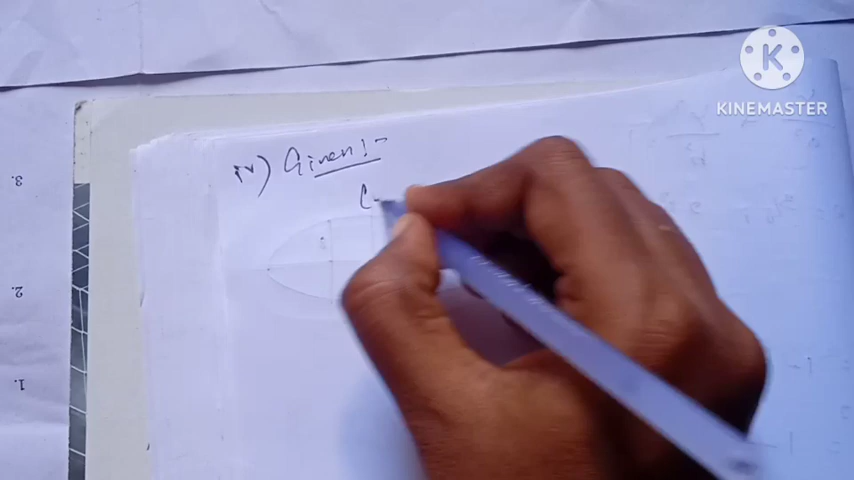 iv) Given :-
(-
KINEMASTER
3.
2.
1.